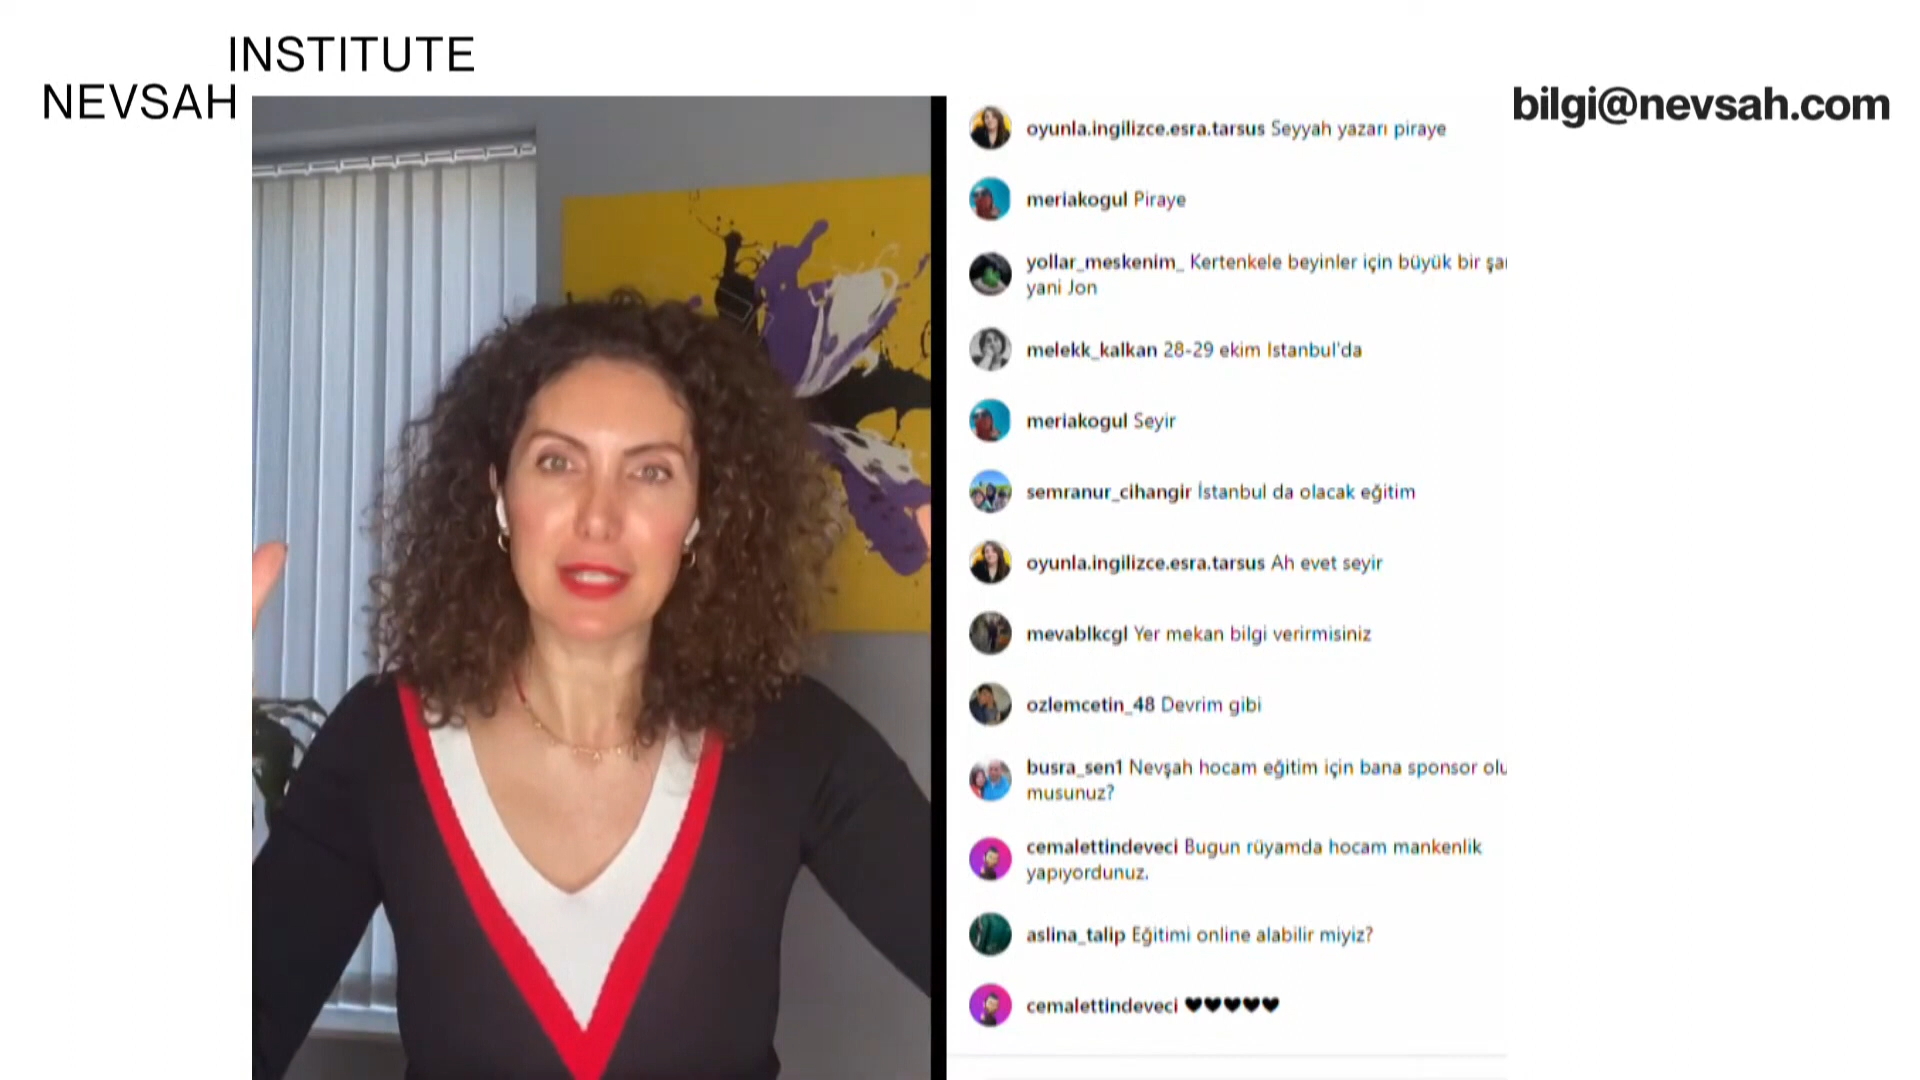 INSTITUTE
NEVSAH
bilgi@nevsah.com
oyunla.ingilizce.esra.tarsus Seyyah yazarı piraye
meriakogul Piraye
yollar_meskenim_ Kertenkele beyinler için büyük bir
yani Jon
melekk_kalkan 28-29 ekim Istanbul'da
meriakogul Seyir
semranur_cihangir İstanbul da olacak eğitim
oyunla.ingilizce.esra.tarsus Ah evet seyir
mevablkcgl Yer mekan bilgi verirmisiniz
ozlemcetin_48 Devrim gibi
busra_sen1 Nevşah hocam eğitim için bana sponsor
musunuz?
cemalettindeveci Bugun rüyamda hocam mankenlik
yapıyordunuz.
aslina_talip Eğitimi online alabilir miyiz?
cemalettindeveci ♥♥♥♥♥